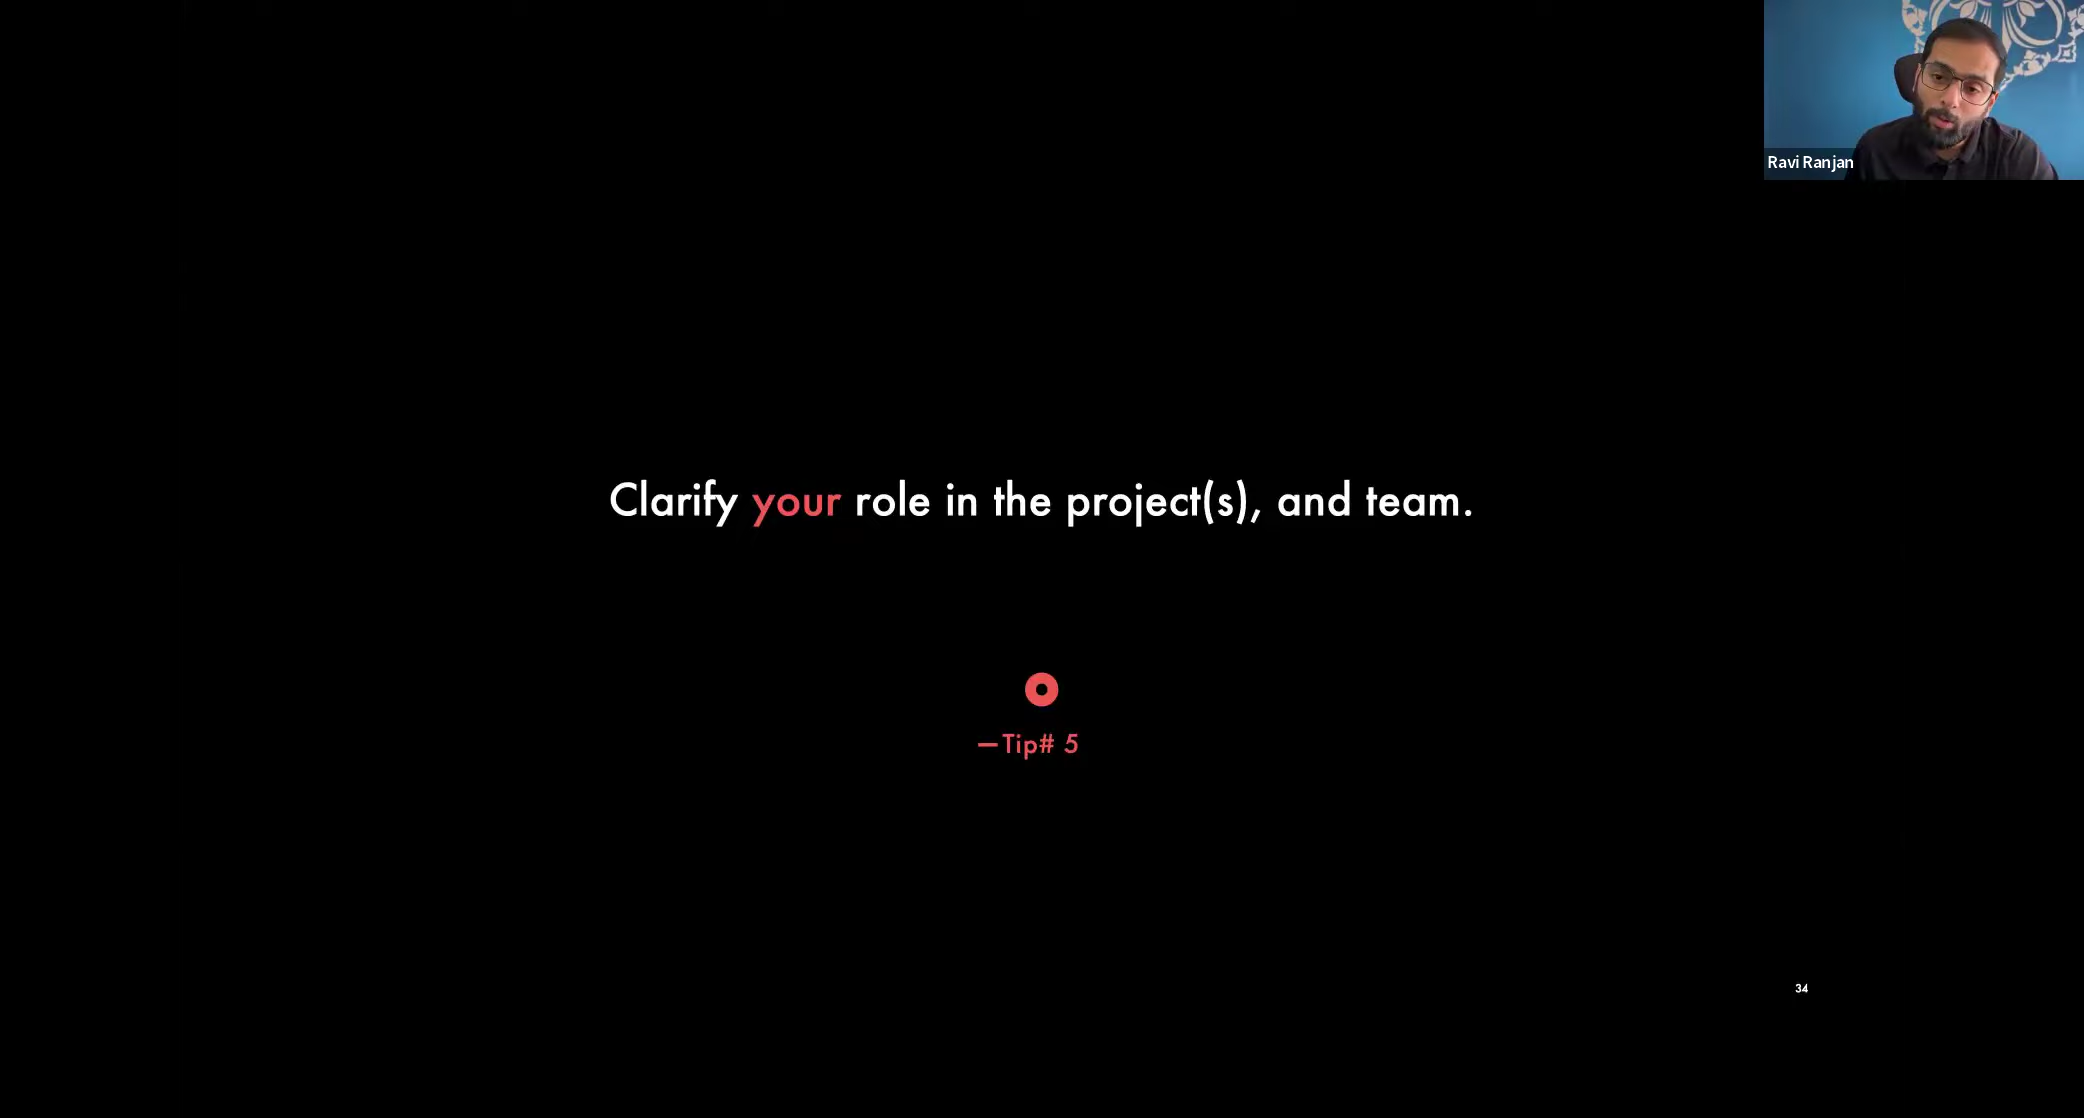 Ravi Ranjan
Clarify your role in the project(s), and team.
—Tip# 5
34